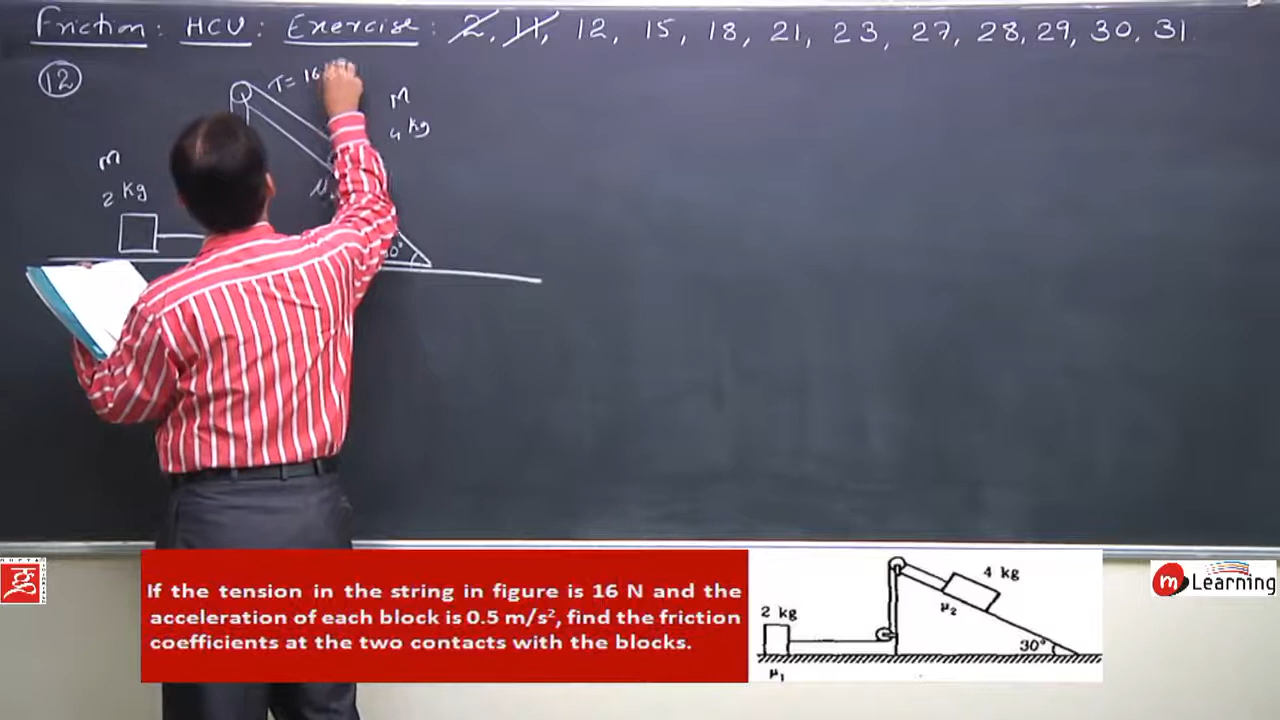 Friction : HCV : Exercise : 2, 11, 12, 15, 18, 21, 23, 27, 28, 29, 30, 31
12
T = 16
M
4 kg
M
2 kg
If the tension in the string in figure is 16 N and the
acceleration of each block is 0.5 m/s², find the friction
coefficients at the two contacts with the blocks.
4 kg
μ₂
2 kg
30°
μ₁
m Learning